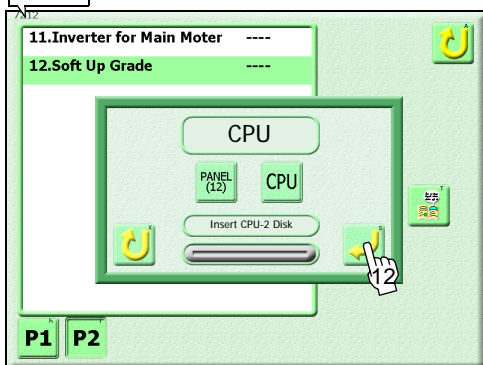 7/12
11.Inverter for Main Moter ----
12.Soft Up Grade ----
A
CPU
PANEL
(12)
CPU
T
Insert CPU-2 Disk
X
S
12
h
r
P1
P2